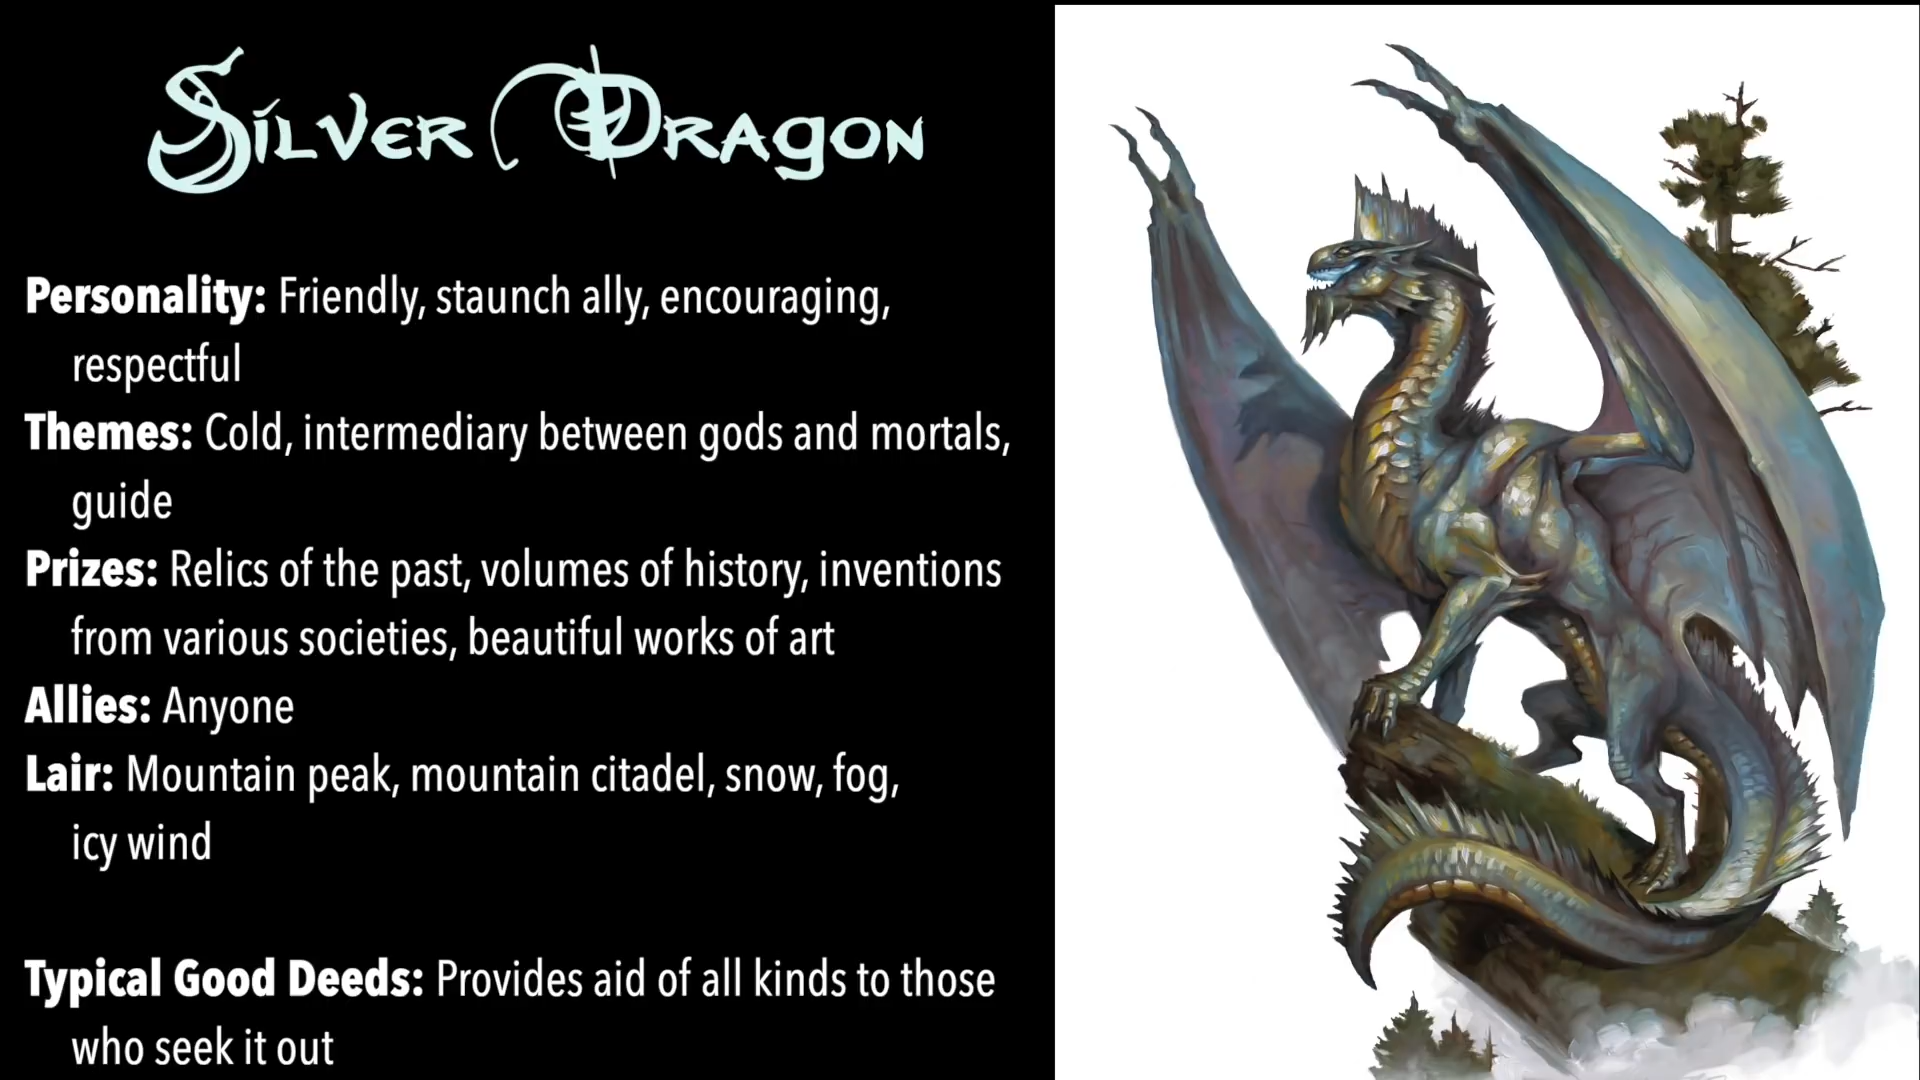 Silver Dragon
Personality: Friendly, staunch ally, encouraging,
respectful
Themes: Cold, intermediary between gods and mortals,
guide
Prizes: Relics of the past, volumes of history, inventions
from various societies, beautiful works of art
Allies: Anyone
Lair: Mountain peak, mountain citadel, snow, fog,
icy wind
Typical Good Deeds: Provides aid of all kinds to those
who seek it out